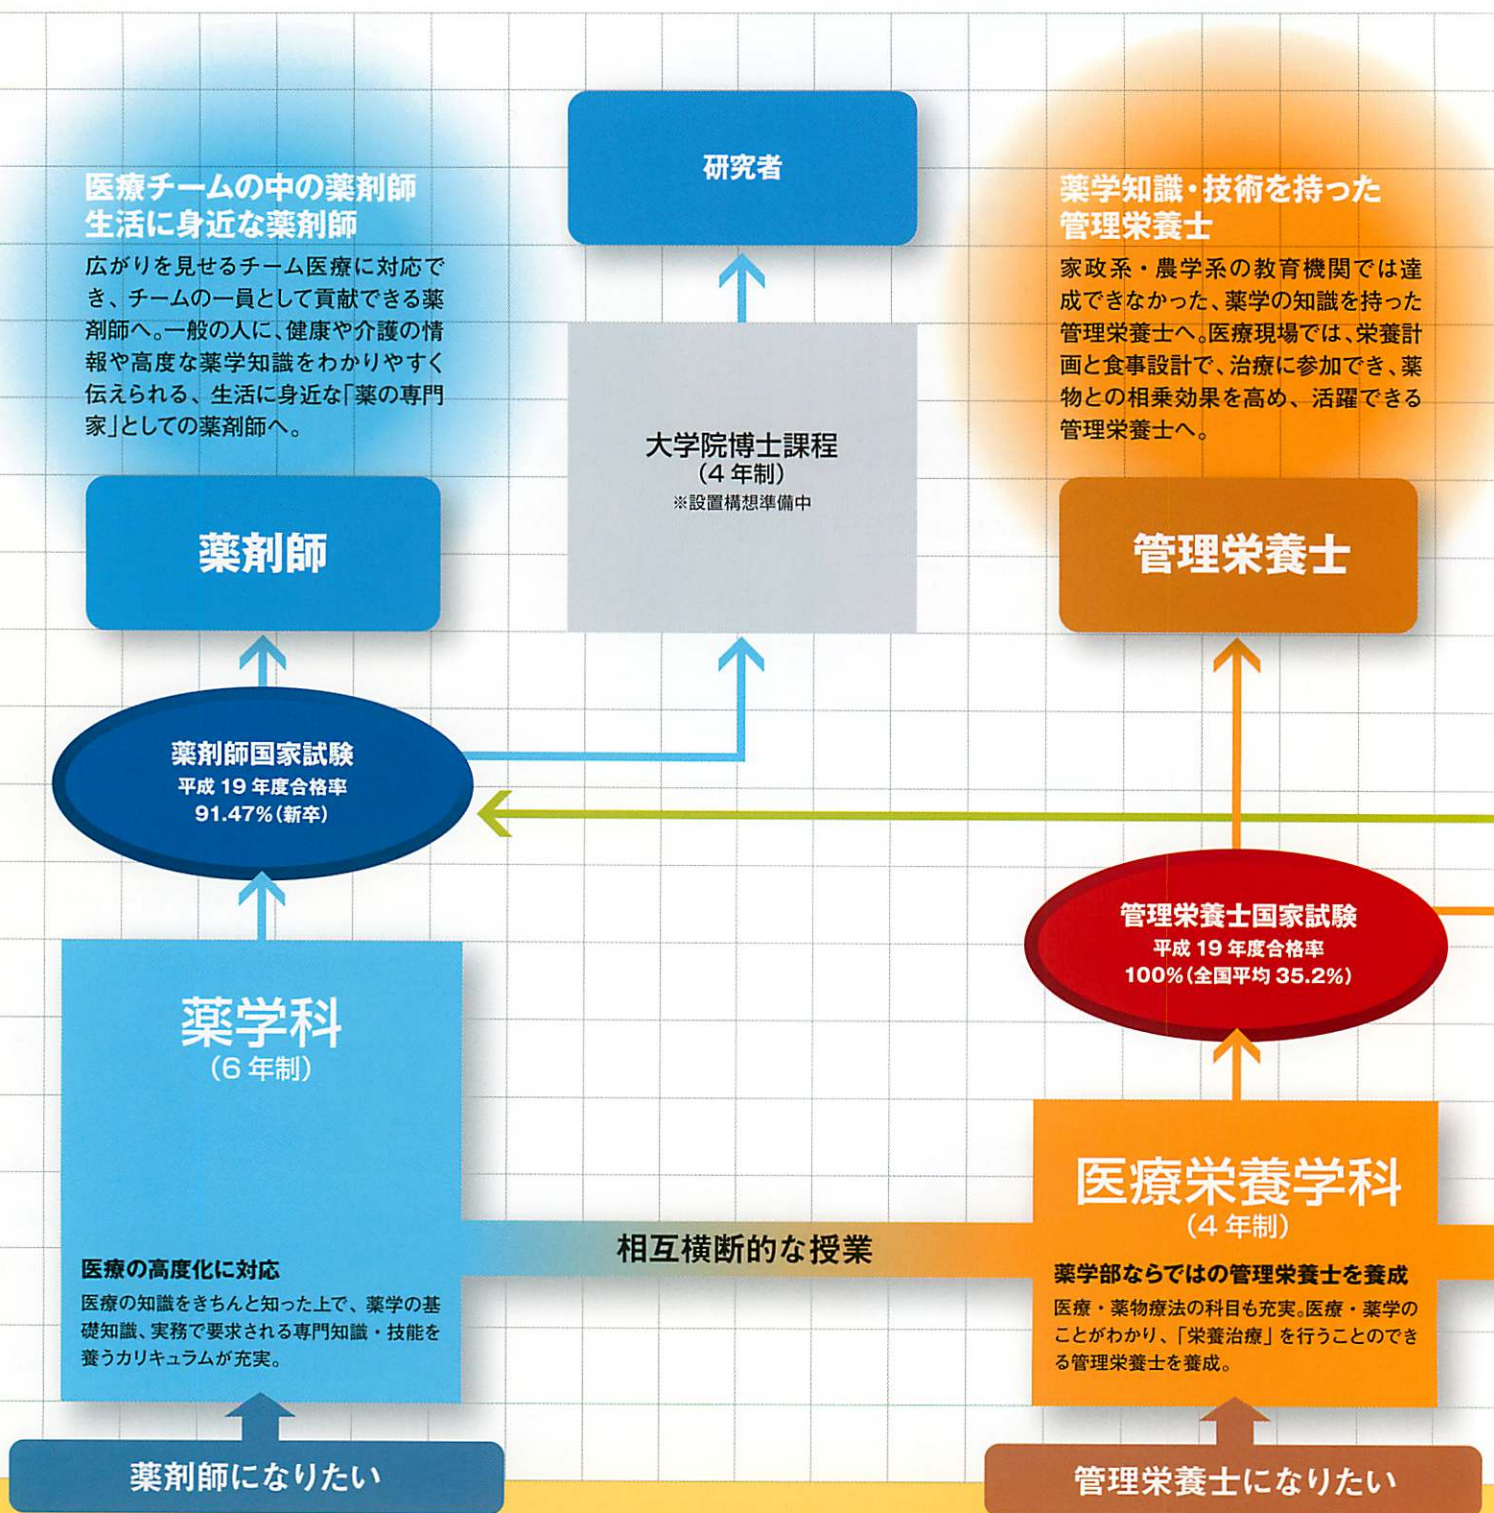 医療チームの中の薬剤師
生活に身近な薬剤師
広がりを見せるチーム医療に対応で
き、チームの一員として貢献できる薬
剤師へ。一般の人に、健康や介護の情
報や高度な薬学知識をわかりやすく
伝えられる、生活に身近な「薬の専門
家」としての薬剤師へ。
薬剤師
薬剤師国家試験
平成 19 年度合格率
91.47%(新卒)
薬学科
(6 年制)
医療の高度化に対応
医療の知識をきちんと知った上で、薬学の基
礎知識、実務で要求される専門知識・技能を
養うカリキュラムが充実。
薬剤師になりたい
研究者
大学院博士課程
(4 年制)
※設置構想準備中
相互横断的な授業
薬学知識・技術を持った
管理栄養士
家政系・農学系の教育機関では達
成できなかった、薬学の知識を持った
管理栄養士へ。医療現場では、栄養計
画と食事設計で、治療に参加でき、薬
物との相乗効果を高め、活躍できる
管理栄養士へ。
管理栄養士
管理栄養士国家試験
平成 19 年度合格率
100%(全国平均 35.2%)
医療栄養学科
(4 年制)
薬学部ならではの管理栄養士を養成
医療・薬物療法の科目も充実。医療・薬学の
ことがわかり、「栄養治療」を行うことのでき
る管理栄養士を養成。
管理栄養士になりたい